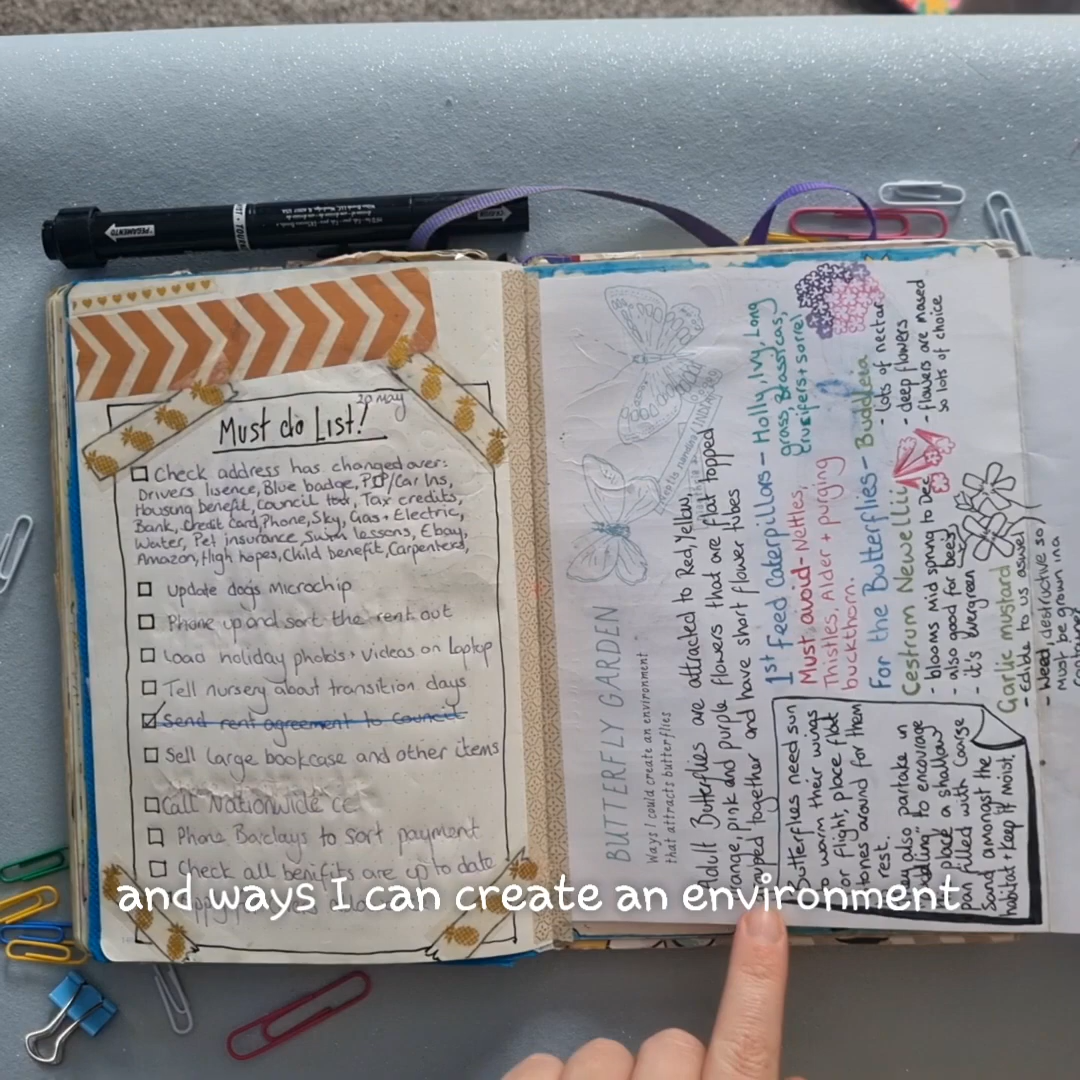 PEGAMENTO
20 May
Must do List!
Check address has changed over:
Drivers lisence, Blue badge, PIP/Car Ins,
Housing benefit, Council tax, Tax credits,
Bank, Credit card, Phone, Sky, Gas + Electric,
Water, Pet insurance, Swim lessons, Ebay,
Amazon, High hopes, Child benefit, Carpenters,
Update dogs microchip
Phone up and sort the rent out
Load holiday photos + videos on laptop
Tell nursery about transition days
Send rent agreement to council
Sell large bookcase and other items
Call Nationwide
Phone Barclays to sort payment
Check all benifits are up to date
BUTTERFLY GARDEN
Ways I could create an environment
that attracts butterflies
Adult Butterflies are attracted to Red, Yellow,
orange, pink and purple flowers that are flat topped
together and have short flower tubes
1st Feed Caterpillors - Holly, Ivy, Long
grass, Brassicas,
crucifers + sorrel
Must avoid - Nettles,
Thistles, Alder + purging
buckthorn.
For the Butterflies - Buddleia
- Lots of nectar
- deep flowers
- flowers are mased
so lots of choice
Cestrum Newellii
- blooms Mid spring to Dec
- also good for bees
- it's evergreen
Garlic mustard
- Edible to us aswell
- Weed, destructive so
Must be grown in a
Butterflies need sun
to warm their wings
for flight, place flat
stones around for them
rest.
also partake in
to encourage
place a shallow
pan filled with coarse
sand amongst the
habitat + keep it moist.
and ways I can create an environment